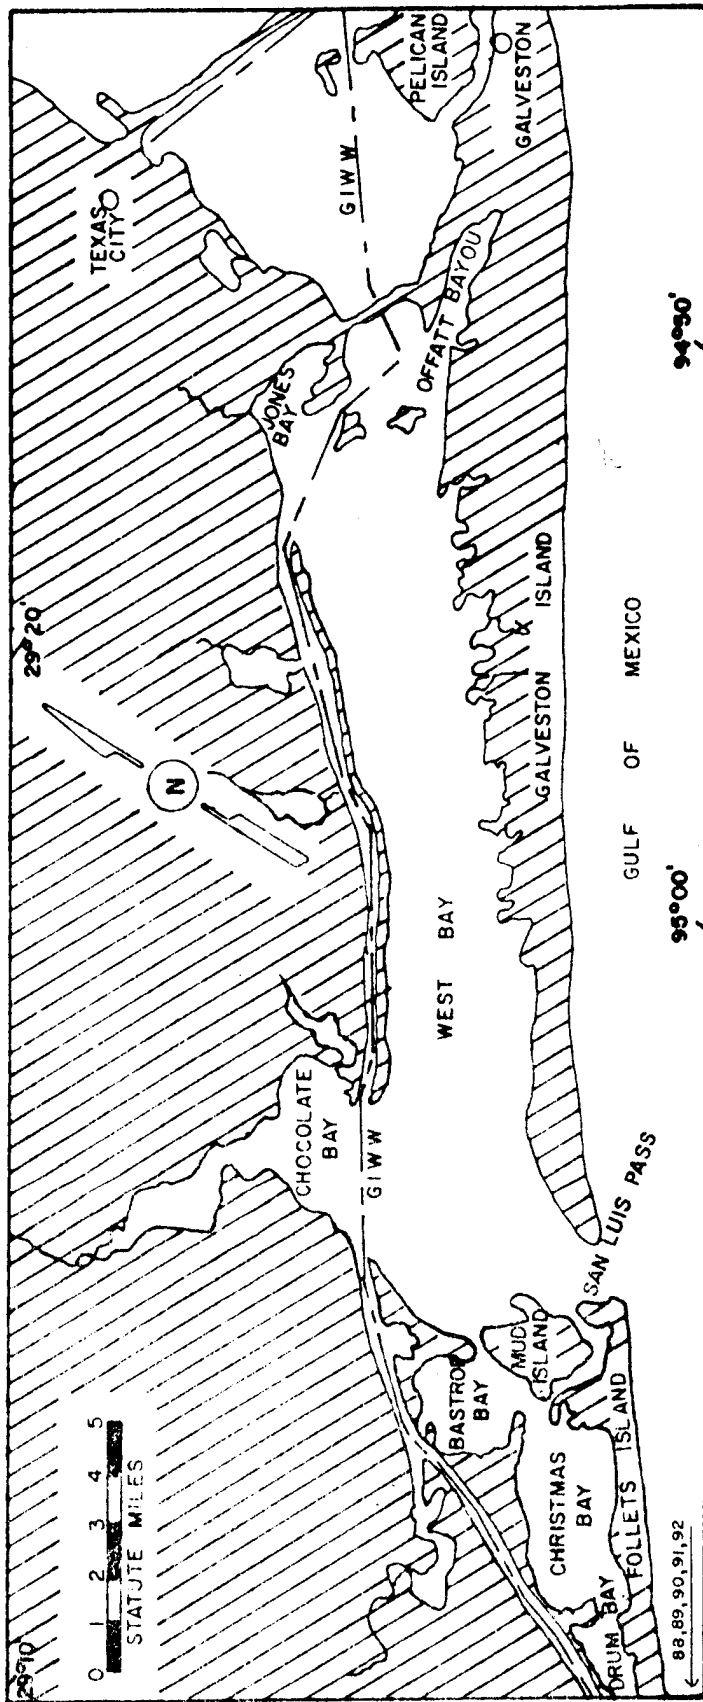 29°10'
0 1 2 3 4 5
STATUTE MILES
N
29°20'
TEXAS
CITY
GIWW
PELICAN
ISLAND
GALVESTON
JONES
BAY
OFFATT BAYOU
CHOCOLATE
BAY
GIWW
WEST BAY
GALVESTON ISLAND
BASTROP
BAY
MUD
ISLAND
SAN LUIS PASS
CHRISTMAS
BAY
DRUM BAY
FOLLETS ISLAND
GULF OF MEXICO
88,89,90,91,92
95°00'
94°50'